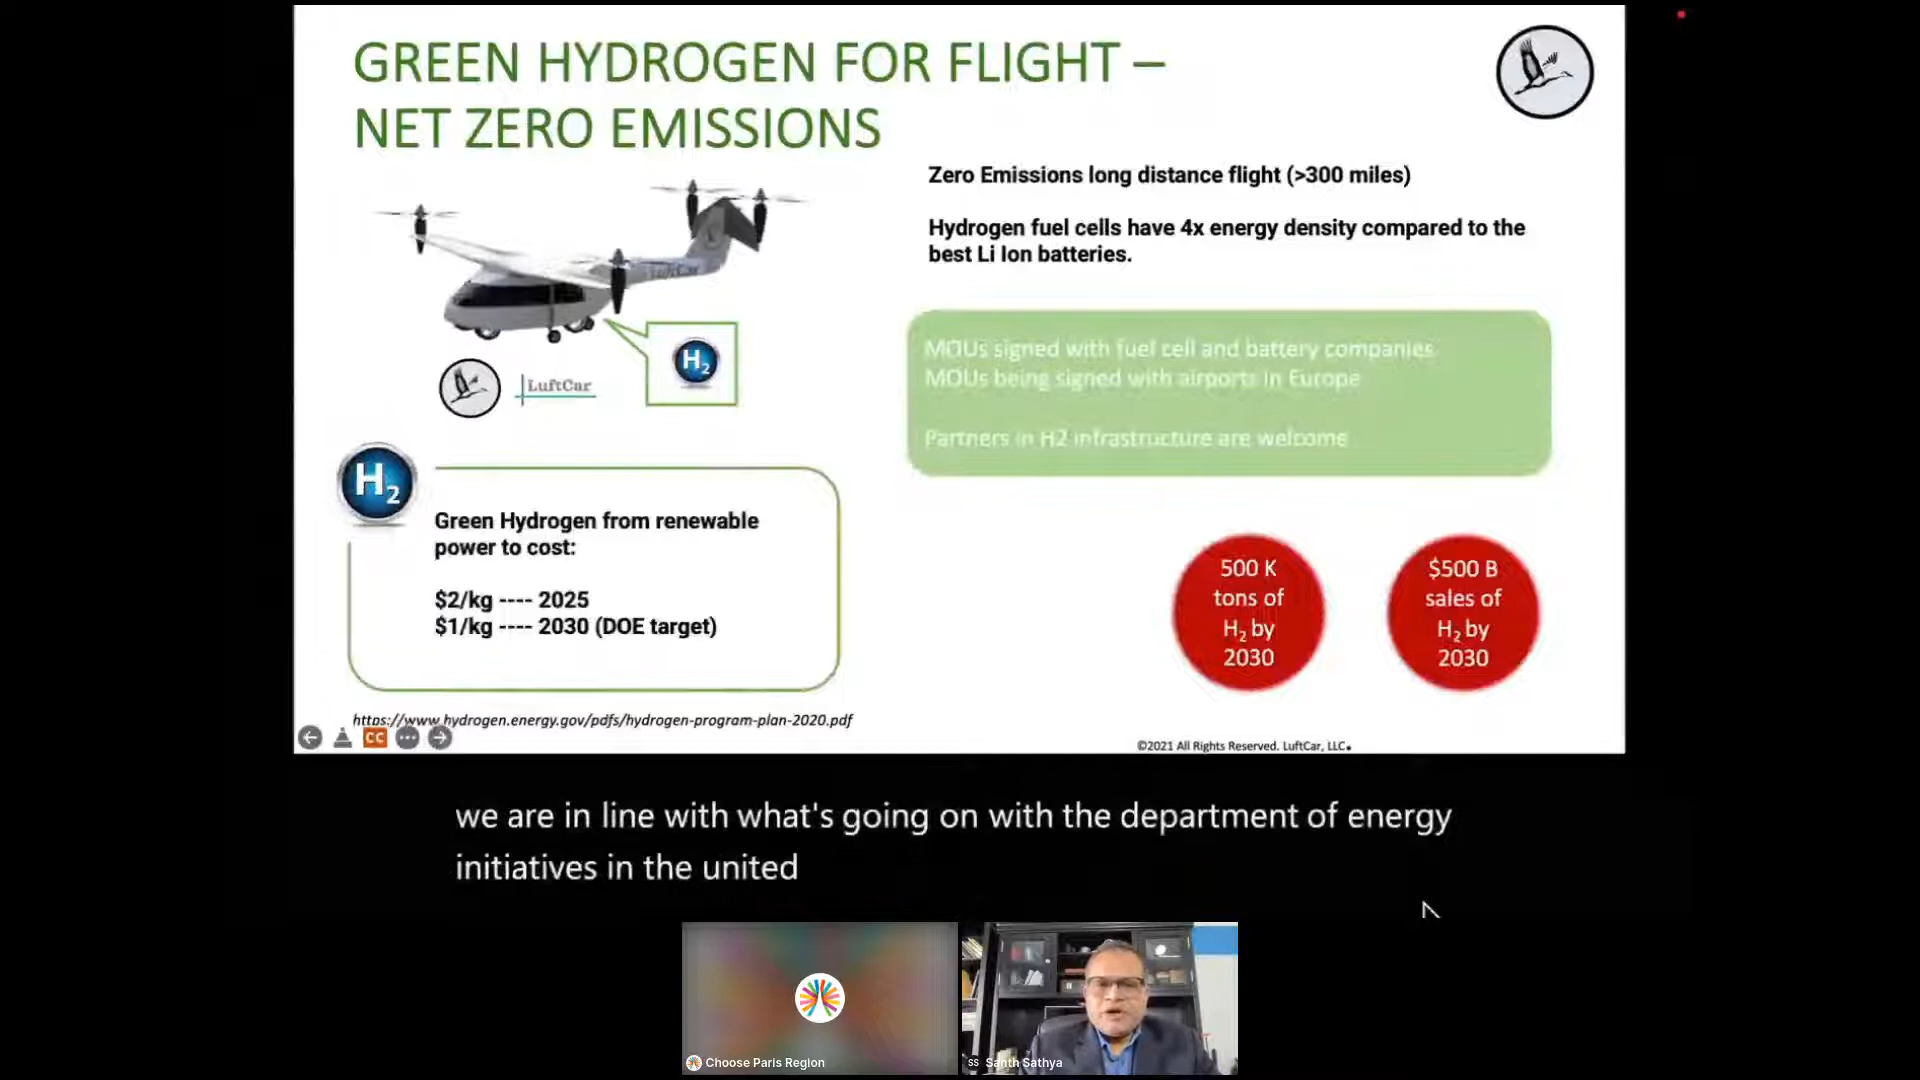 GREEN HYDROGEN FOR FLIGHT –
NET ZERO EMISSIONS
Zero Emissions long distance flight (>300 miles)
Hydrogen fuel cells have 4x energy density compared to the
best Li Ion batteries.
LuftCar
H2
LuftCar
MOUs signed with fuel cell and battery companies
MOUs being signed with airports in Europe
Partners in H2 infrastructure are welcome
H2
Green Hydrogen from renewable
power to cost:
$2/kg ---- 2025
$1/kg ---- 2030 (DOE target)
500 K
tons of
H2 by
2030
$500 B
sales of
H2 by
2030
https://www.hydrogen.energy.gov/pdfs/hydrogen-program-plan-2020.pdf
CC
©2021 All Rights Reserved. LuftCar, LLC.
we are in line with what's going on with the department of energy
initiatives in the united
Choose Paris Region
SS Santh Sathya